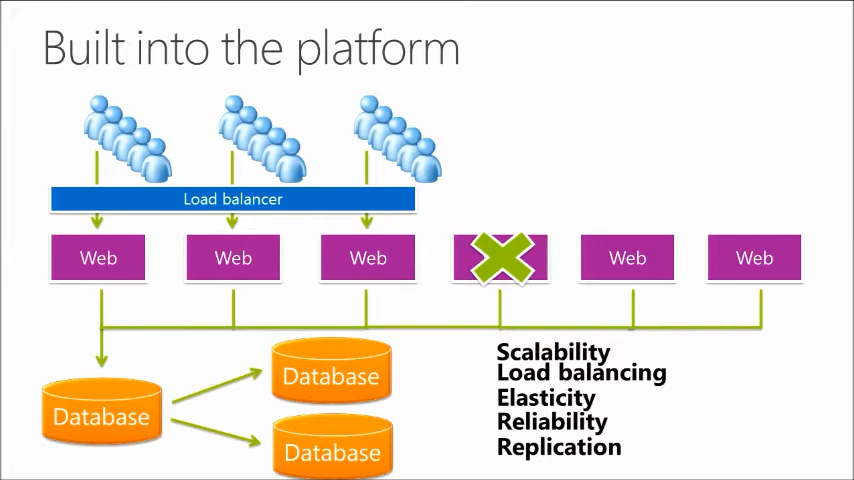 Built into the platform
Load balancer
Web
Web
Web
Web
Web
Database
Database
Database
Scalability
Load balancing
Elasticity
Reliability
Replication